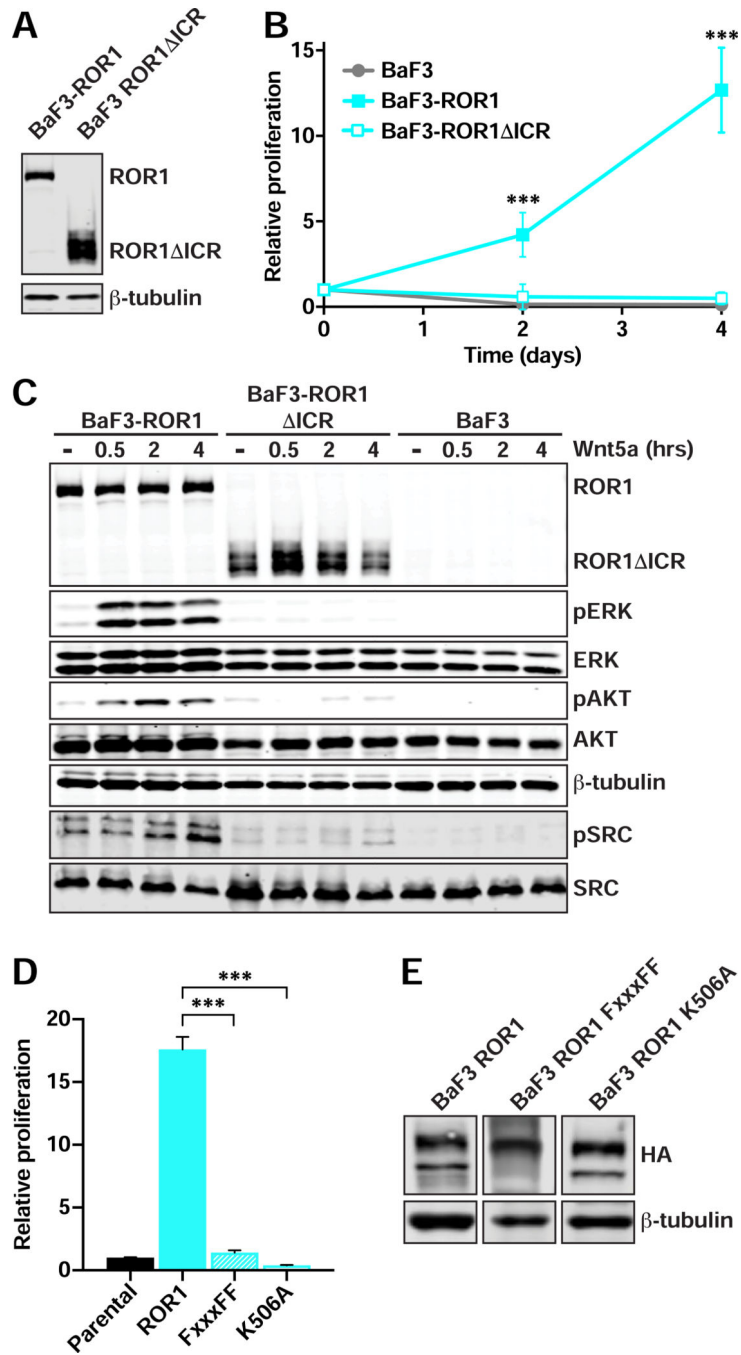 A
BaF3-ROR1
BaF3 ROR1ΔICR
ROR1
ROR1ΔICR
β-tubulin
B
BaF3
BaF3-ROR1
BaF3-ROR1ΔICR
Relative proliferation
15
10
5
0
***
***
0 1 2 3 4
Time (days)
C
BaF3-ROR1
BaF3-ROR1
ΔICR
BaF3
- 0.5 2 4 - 0.5 2 4 - 0.5 2 4 Wnt5a (hrs)
ROR1
ROR1ΔICR
pERK
ERK
pAKT
AKT
β-tubulin
pSRC
SRC
D
Relative proliferation
20
15
10
5
0
***
***
Parental
ROR1
FxxxFF
K506A
E
BaF3 ROR1
BaF3 ROR1 FxxxFF
BaF3 ROR1 K506A
HA
β-tubulin